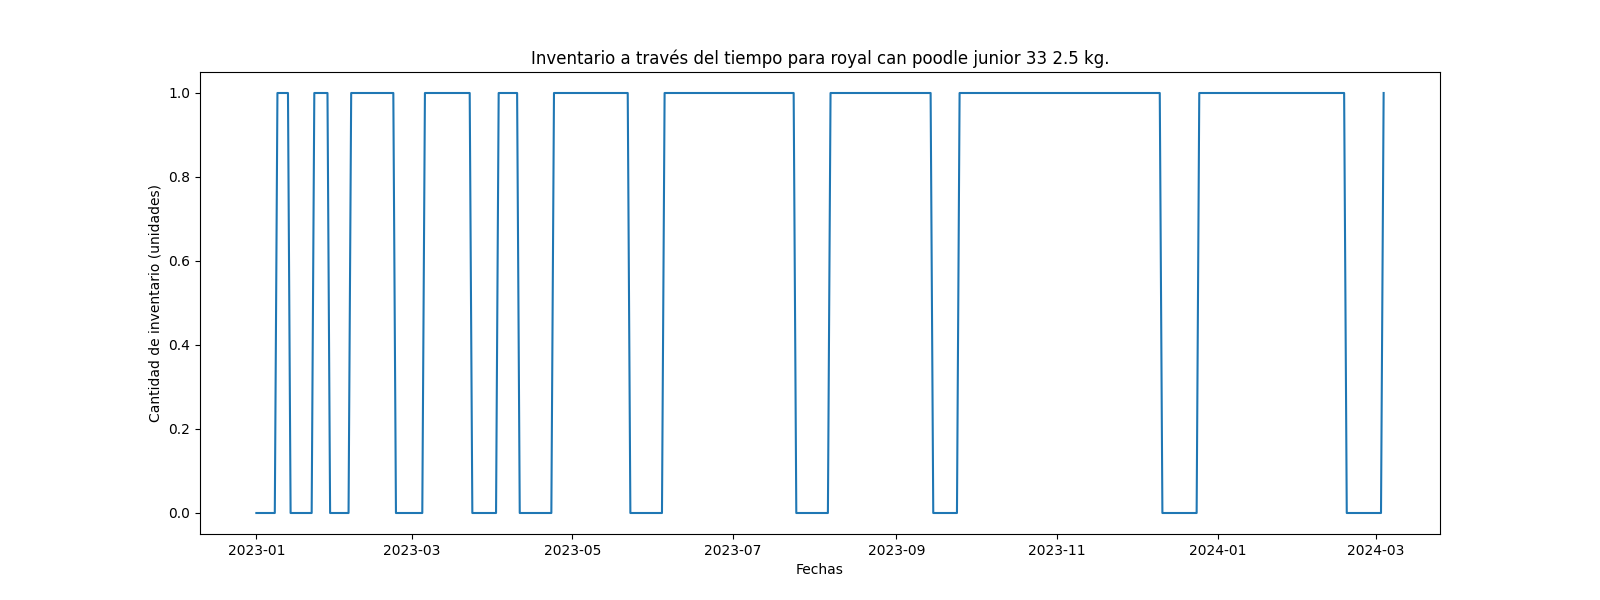 Inventario a través del tiempo para royal can poodle junior 33 2.5 kg.
Cantidad de inventario (unidades)
1.0
0.8
0.6
0.4
0.2
0.0
2023-01 2023-03 2023-05 2023-07 2023-09 2023-11 2024-01 2024-03
Fechas